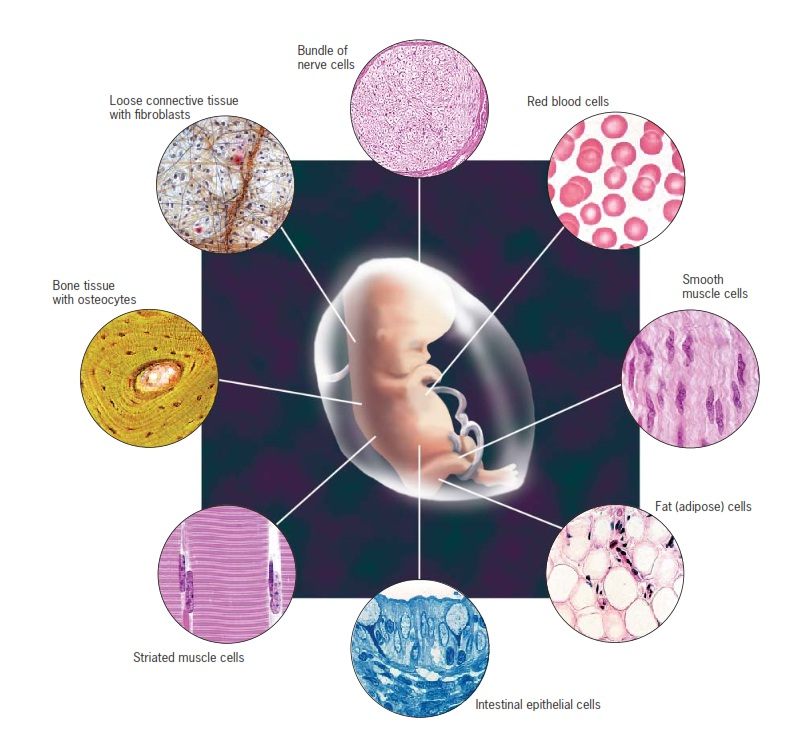 Bundle of
nerve cells
Loose connective tissue
with fibroblasts
Red blood cells
Bone tissue
with osteocytes
Smooth
muscle cells
Fat (adipose) cells
Striated muscle cells
Intestinal epithelial cells